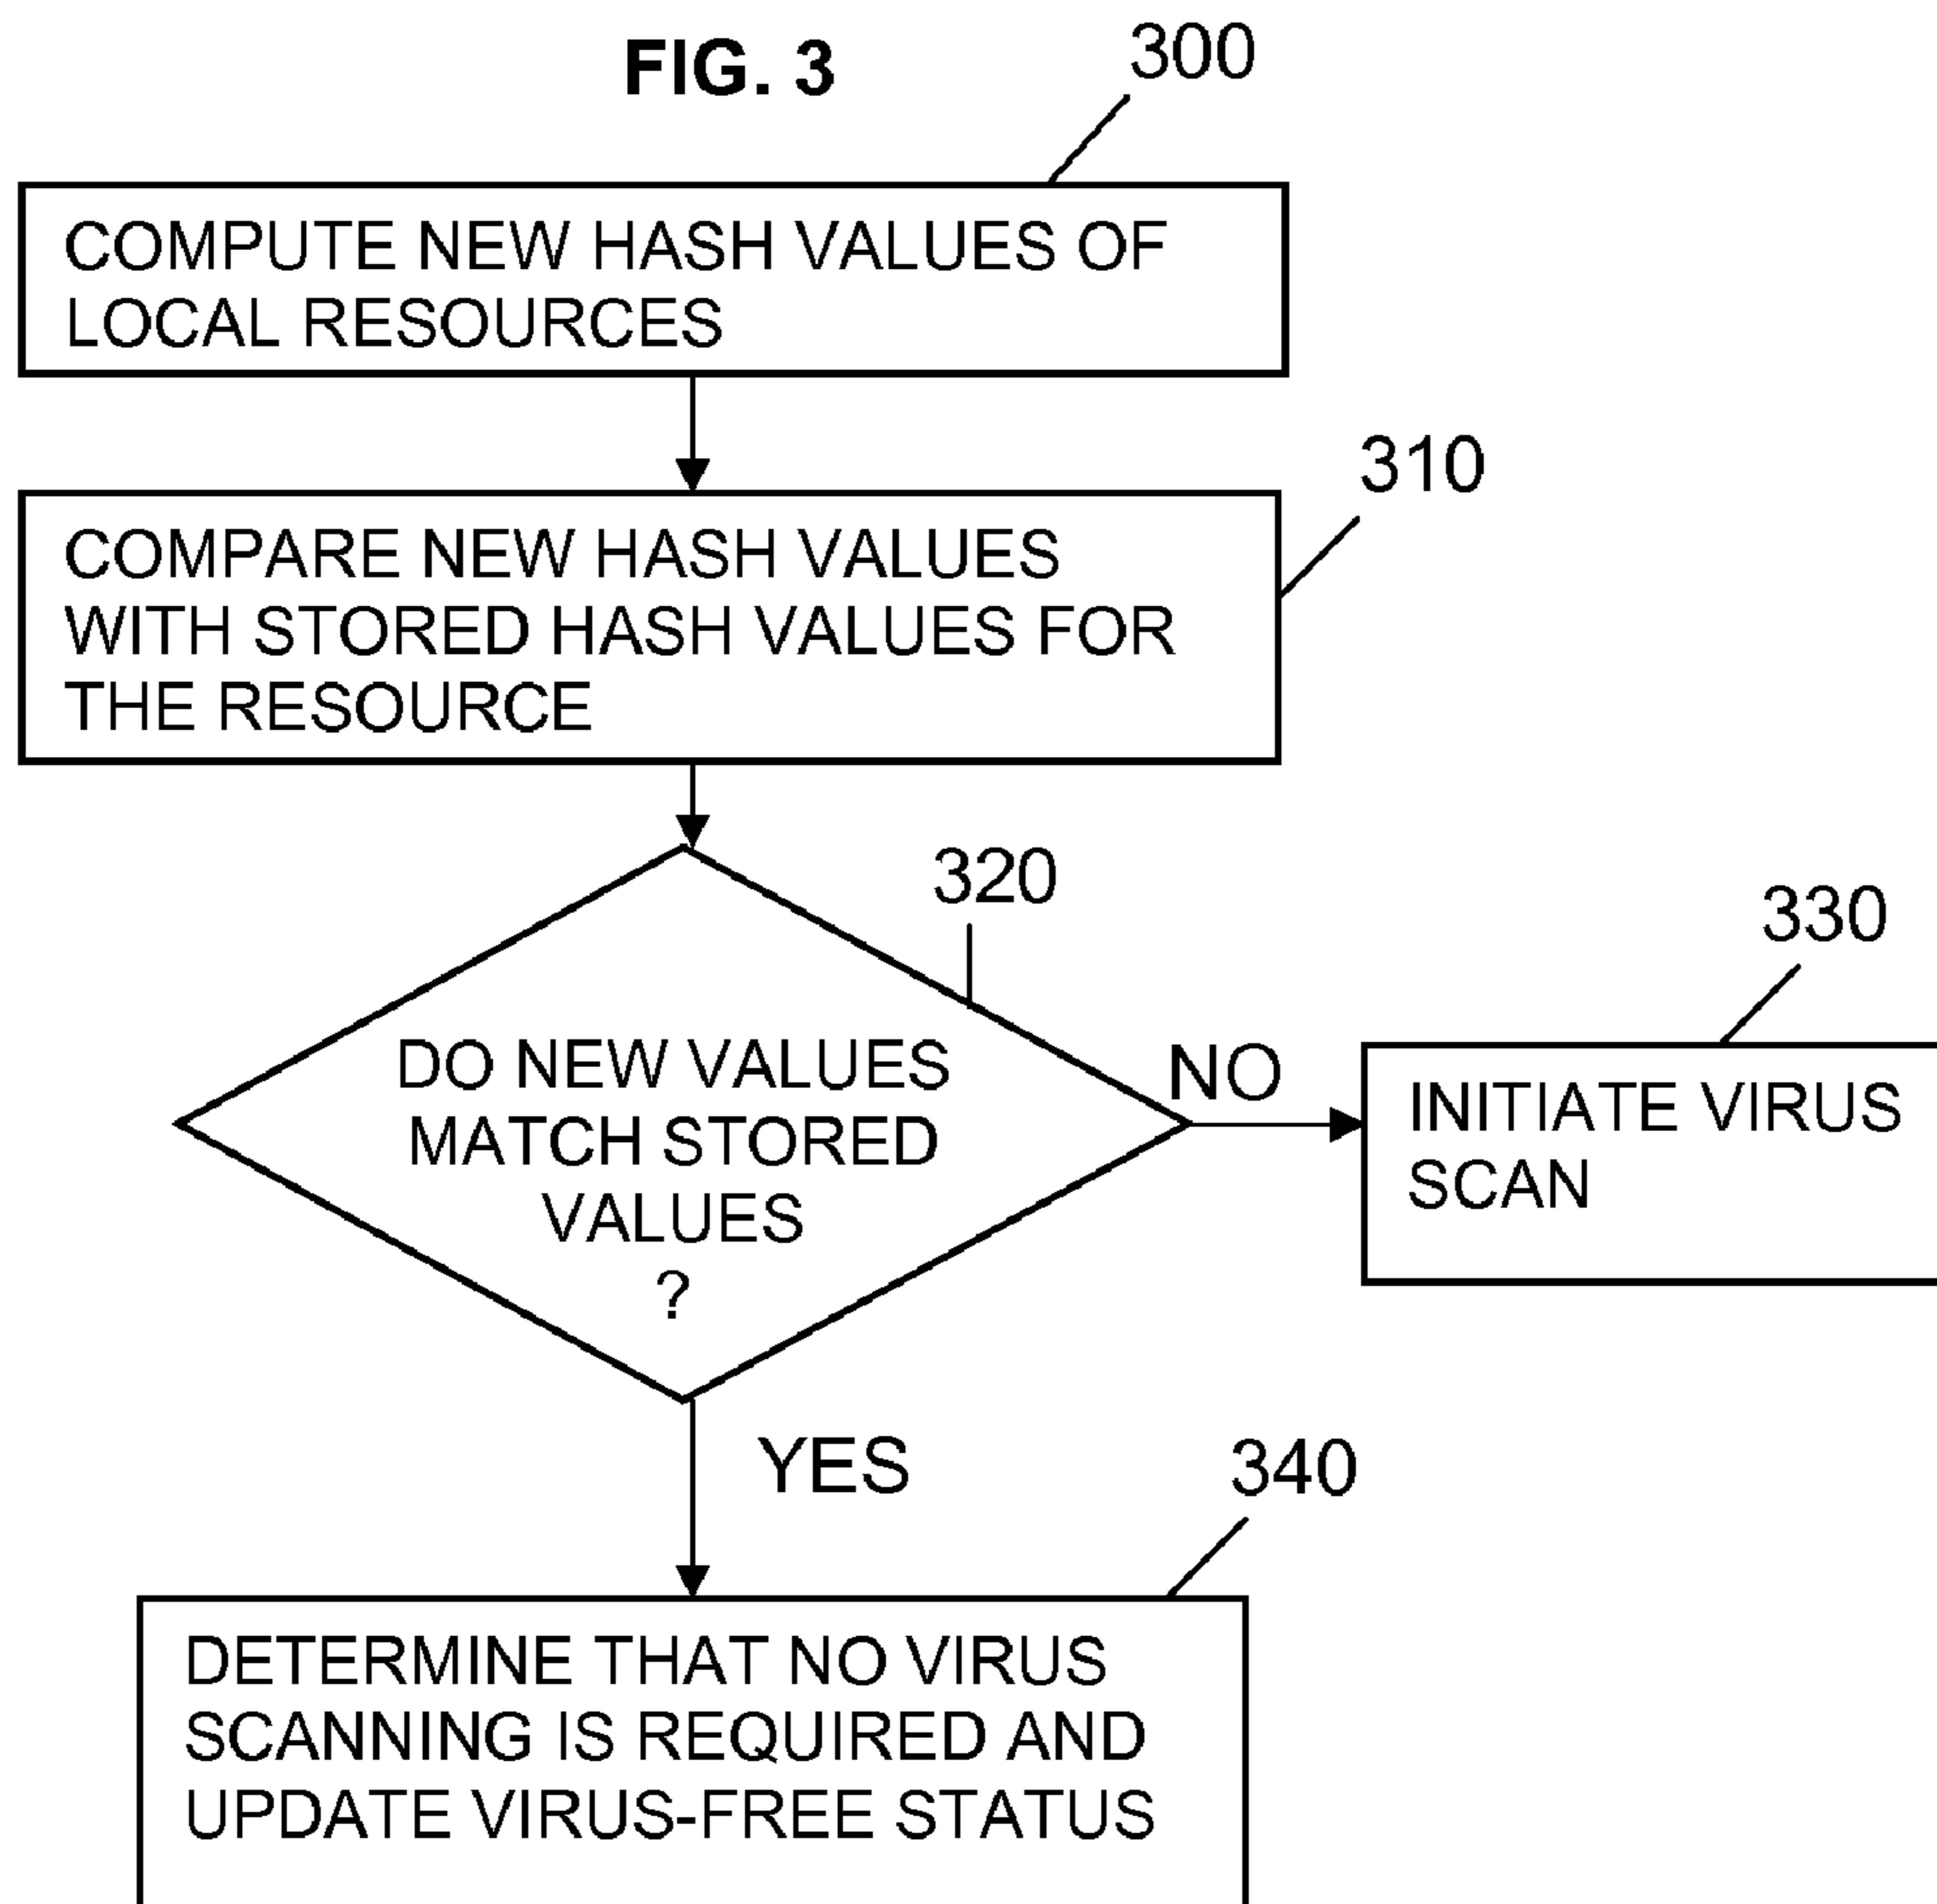 FIG. 3
300
COMPUTE NEW HASH VALUES OF
LOCAL RESOURCES
310
COMPARE NEW HASH VALUES
WITH STORED HASH VALUES FOR
THE RESOURCE
320
330
DO NEW VALUES
MATCH STORED
VALUES
?
NO
INITIATE VIRUS
SCAN
YES
340
DETERMINE THAT NO VIRUS
SCANNING IS REQUIRED AND
UPDATE VIRUS-FREE STATUS